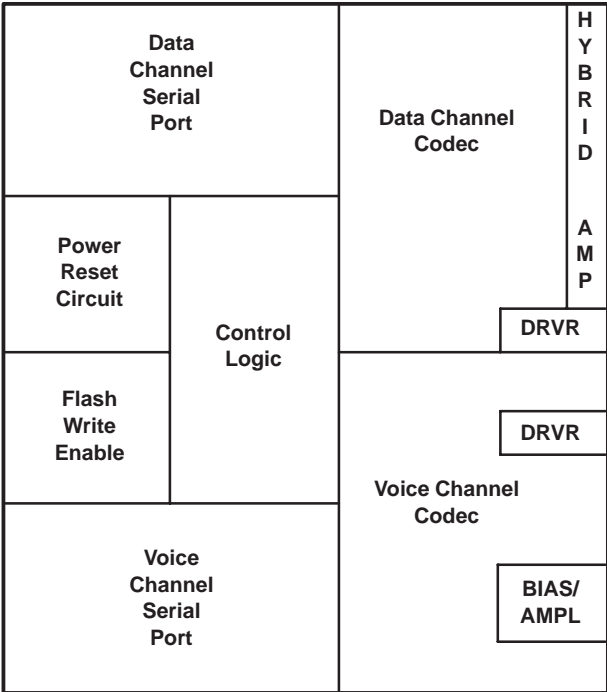 Data
Channel
Serial
Port
Data Channel
Codec
H
Y
B
R
I
D
A
M
P
Power
Reset
Circuit
Control
Logic
DRVR
Flash
Write
Enable
DRVR
Voice Channel
Codec
Voice
Channel
Serial
Port
BIAS/
AMPL